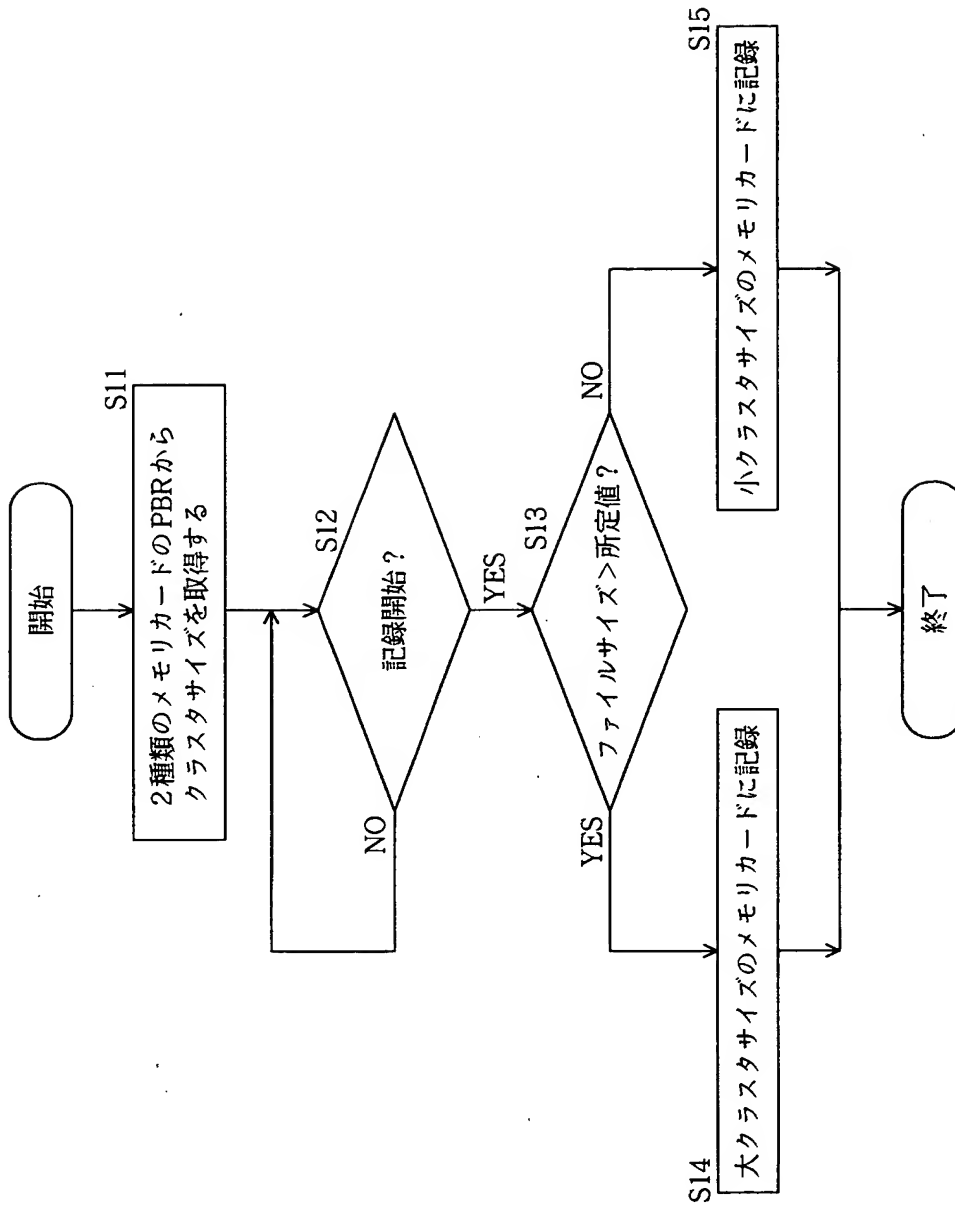 開始
S11
2種類のメモリカードのPBRから
クラスタサイズを取得する
S12
記録開始？
NO
YES
S13
ファイルサイズ＞所定値？
YES
NO
S14
大クラスタサイズのメモリカードに記録
S15
小クラスタサイズのメモリカードに記録
終了